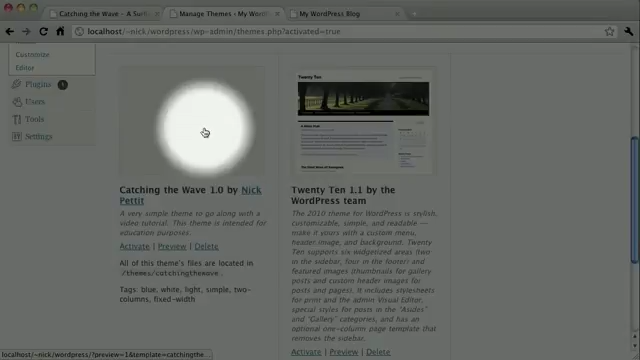 Catching the Wave - A Surf
Manage Themes ‹ My Word
My WordPress Blog
localhost/~nick/wordpress/wp-admin/themes.php?activated=true
Customize
Editor
Plugins 1
Users
Tools
Settings
Twenty Ten
Catching the Wave 1.0 by Nick
Pettit
A very simple theme to go along with a
video tutorial. This theme is intended for
education purposes.
Activate | Preview | Delete
All of this theme's files are located in
/themes/catchingthewave.
Tags: blue, white, light, simple, two-
columns, fixed-width
Twenty Ten 1.1 by the
WordPress team
The 2010 theme for WordPress is stylish,
customizable, simple, and readable —
make it yours with a custom menu,
header image, and background. Twenty
Ten supports six widgetized areas (two
in the sidebar, four in the footer) and
featured images (thumbnails for gallery
posts and custom header images for
posts and pages). It includes stylesheets
for print and the admin Visual Editor,
special styles for posts in the "Asides"
and "Gallery" categories, and has an
optional one-column page template that
removes the sidebar.
Activate | Preview | Delete
localhost/~nick/wordpress/?preview=1&template=catchingthe...